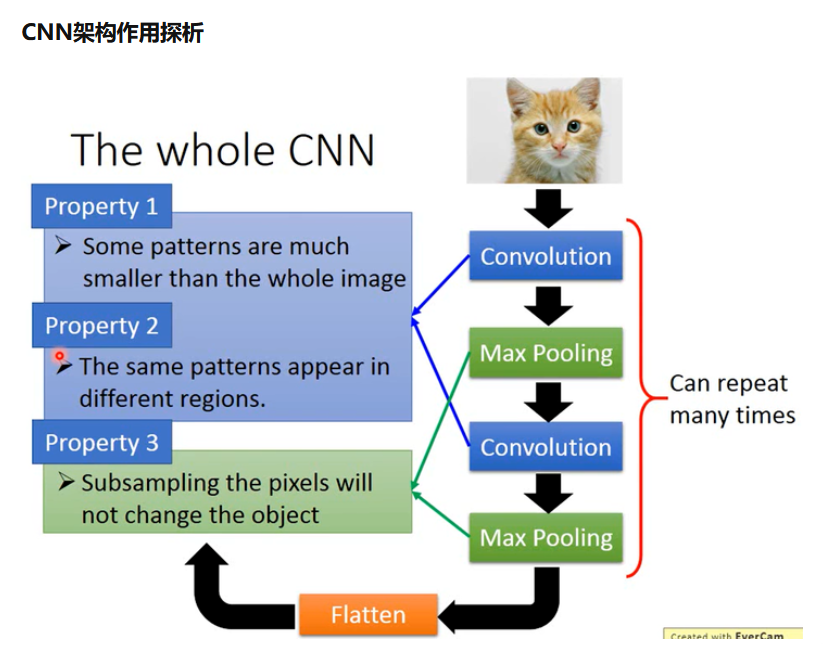 CNN架构作用探析
The whole CNN
Property 1
➢ Some patterns are much
smaller than the whole image
Property 2
➢ The same patterns appear in
different regions.
Property 3
➢ Subsampling the pixels will
not change the object
Convolution
Max Pooling
Convolution
Max Pooling
Can repeat
many times
Flatten
Created with EverCam